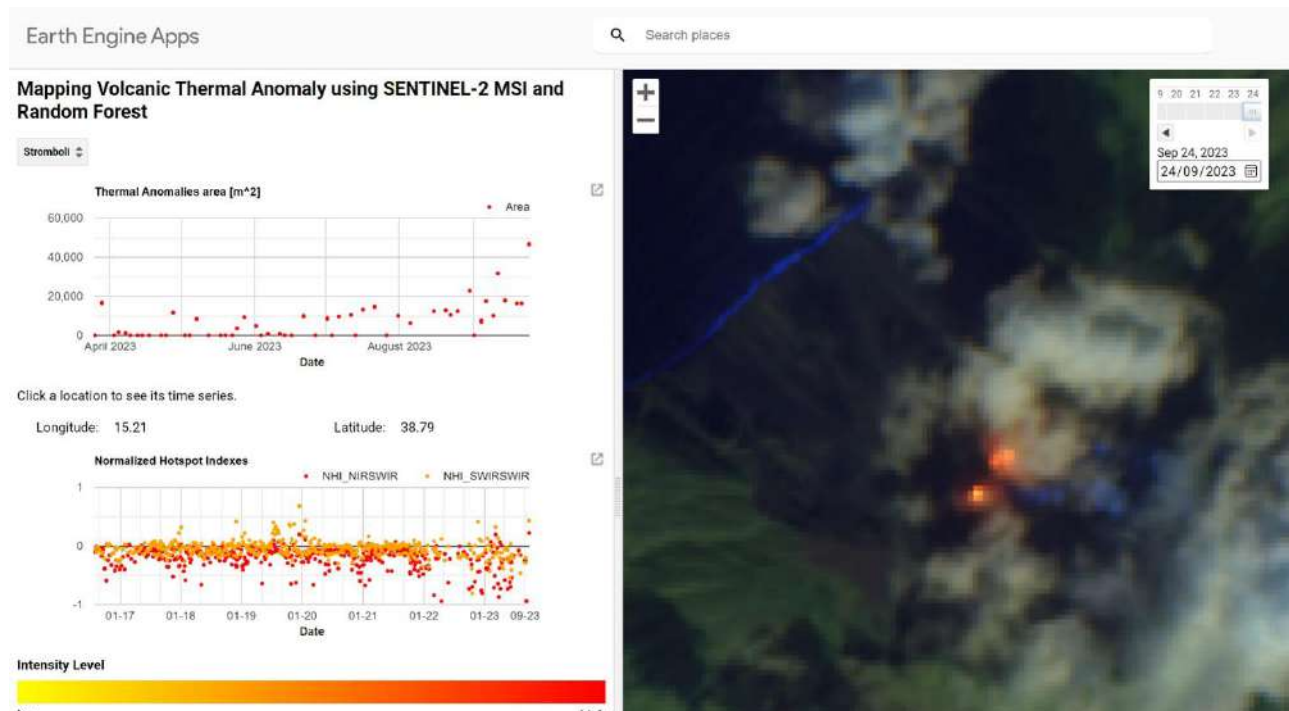 Earth Engine Apps
Search places
Mapping Volcanic Thermal Anomaly using SENTINEL-2 MSI and
Random Forest
Stromboli
Thermal Anomalies area [m^2]
Area
60,000
40,000
20,000
0
April 2023 June 2023 August 2023
Date
Click a location to see its time series.
Longitude: 15.21 Latitude: 38.79
Normalized Hotspot Indexes
NHI_NIRSWIR NHI_SWIRSWIR
1
0
-1
01-17 01-18 01-19 01-20 01-21 01-22 01-23 09-23
Date
Intensity Level
+
−
9 20 21 22 23 24
Sep 24, 2023
24/09/2023